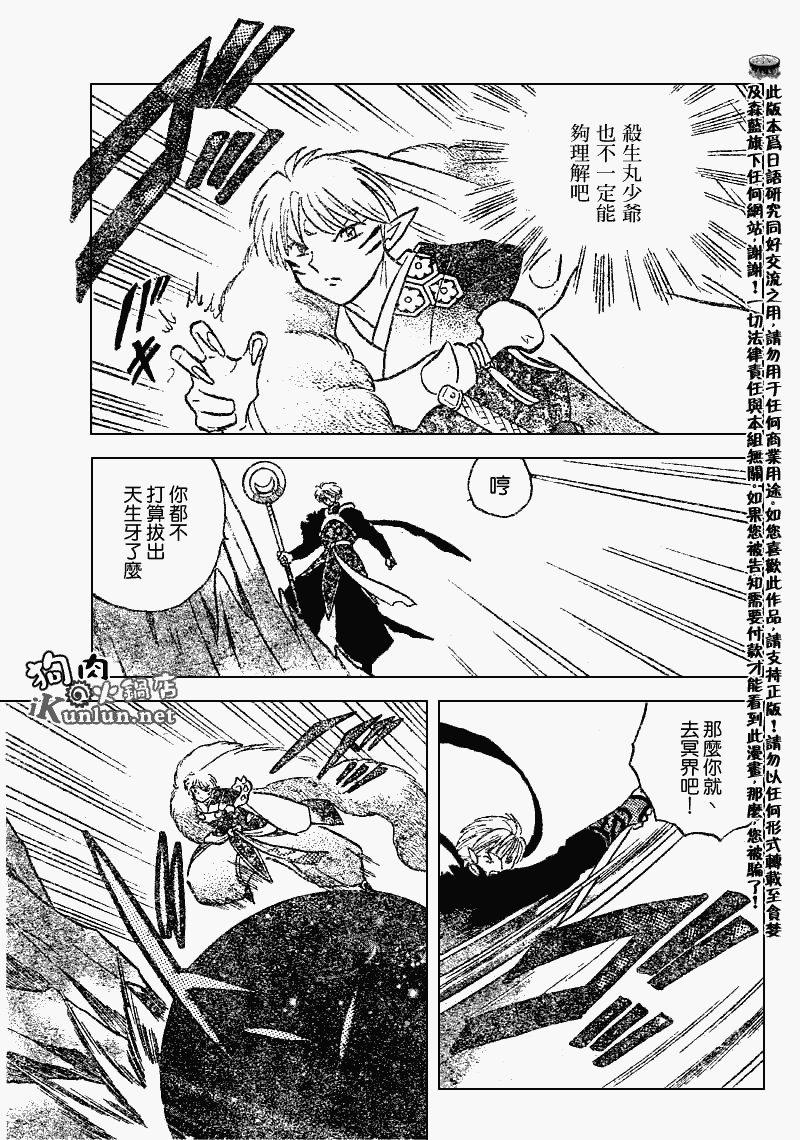 殺生丸少爺
也不一定能
夠理解吧
哼
你都不
打算拔出
天生牙了麼
那麼你就、
去冥界吧！
狗肉
火鍋店
iKunlun.net
此版本爲日語研究同好交流之用，請勿用于任何商業用途。如您喜歡此作品，請支持正版！請勿以任何形式轉載至貪婪
及森藍旗下任何網站，謝謝！一切法律責任與本組無關。如果您被告知需要付款才能看到此漫畫，那麼，您被騙了！